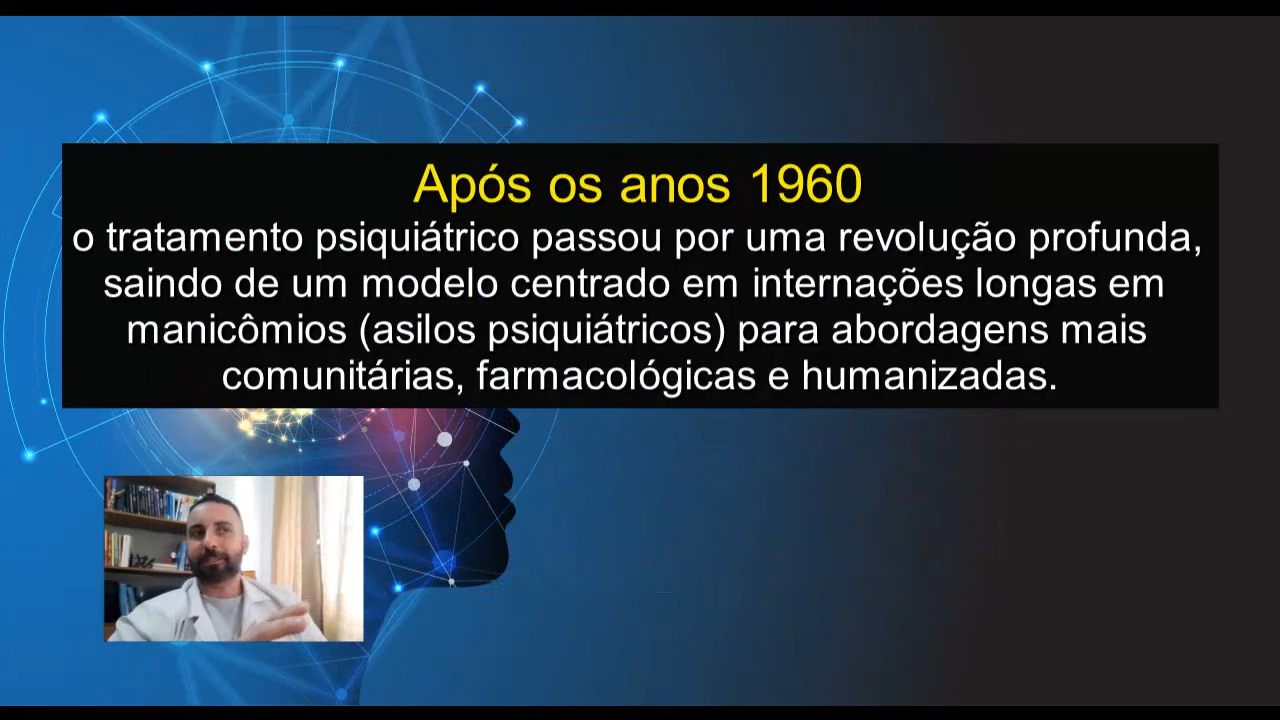 Após os anos 1960
o tratamento psiquiátrico passou por uma revolução profunda,
saindo de um modelo centrado em internações longas em
manicômios (asilos psiquiátricos) para abordagens mais
comunitárias, farmacológicas e humanizadas.